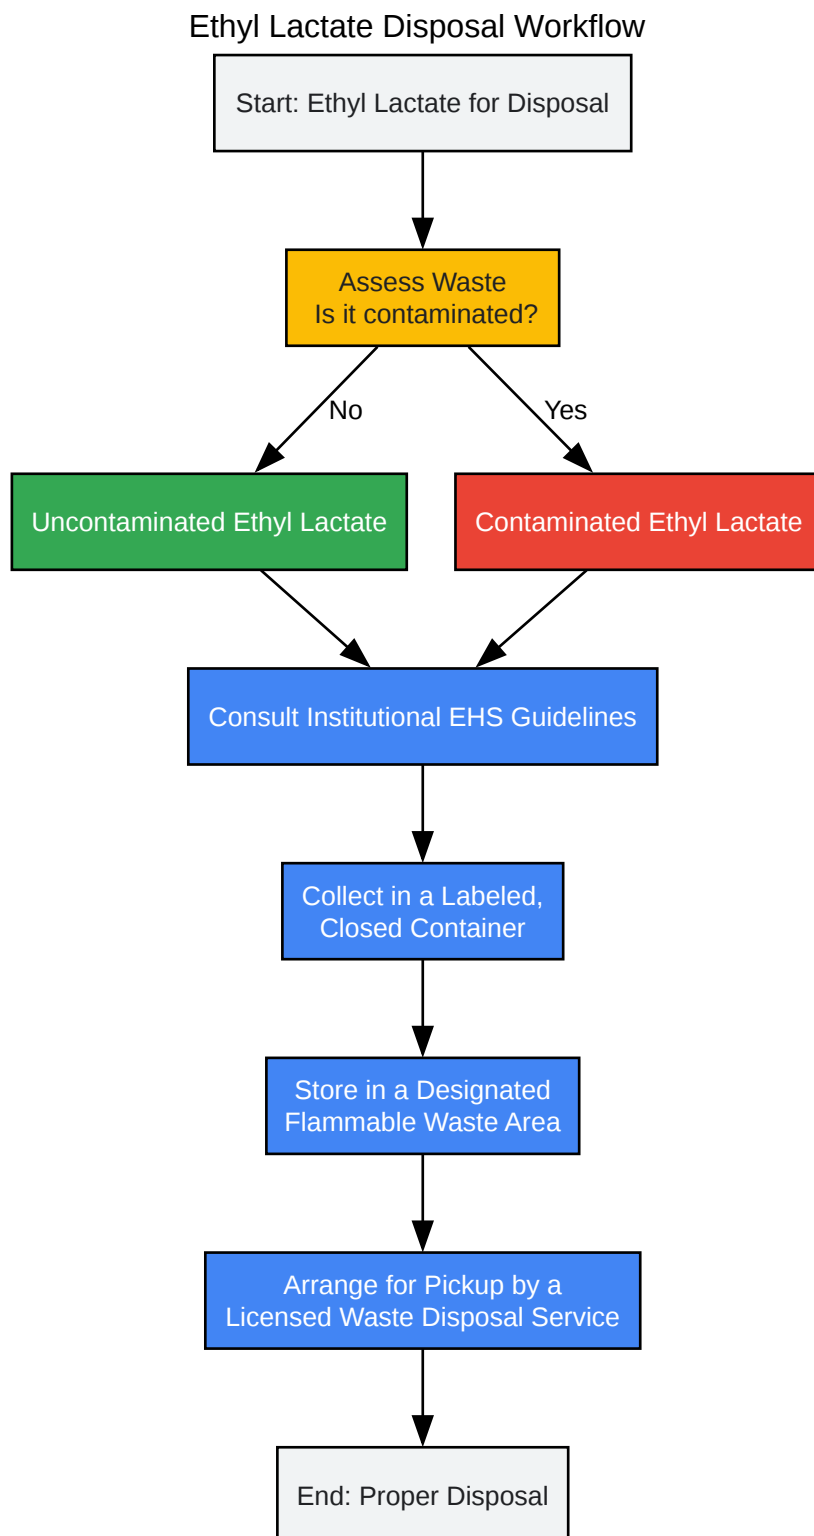 Ethyl Lactate Disposal Workflow
Start: Ethyl Lactate for Disposal
Assess Waste
Is it contaminated?
No
Yes
Uncontaminated Ethyl Lactate
Contaminated Ethyl Lactate
Consult Institutional EHS Guidelines
Collect in a Labeled,
Closed Container
Store in a Designated
Flammable Waste Area
Arrange for Pickup by a
Licensed Waste Disposal Service
End: Proper Disposal